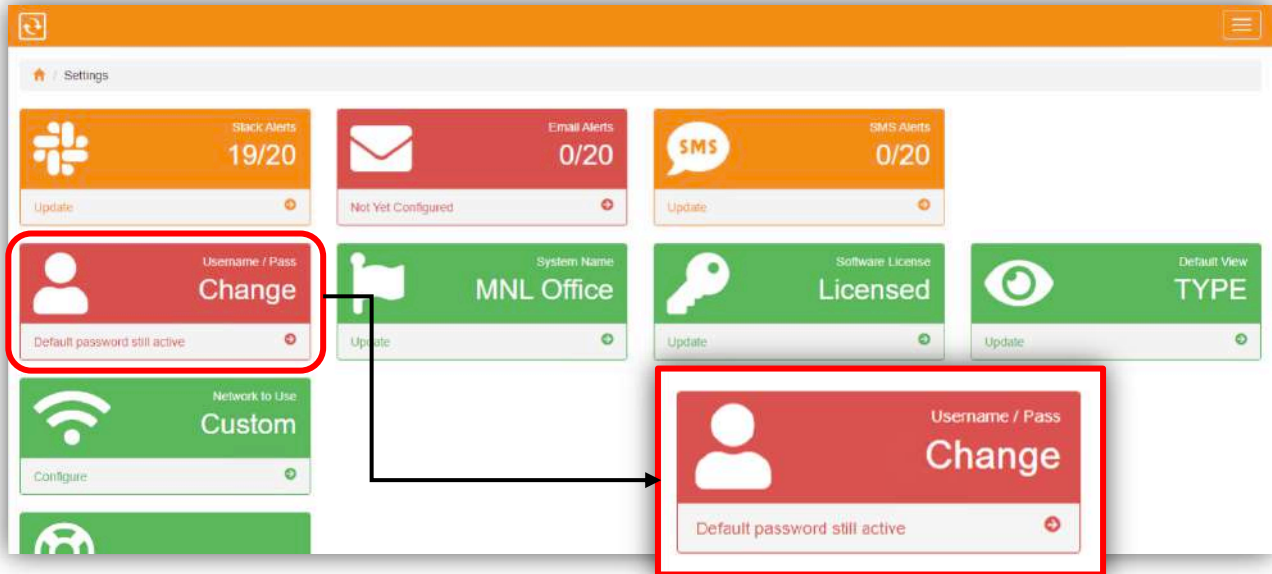 / Settings
Slack Alerts
19/20
Update
Email Alerts
0/20
Not Yet Configured
SMS
SMS Alerts
0/20
Update
Username / Pass
Change
Default password still active
System Name
MNL Office
Update
Software License
Licensed
Update
Default View
TYPE
Update
Network to Use
Custom
Configure
Username / Pass
Change
Default password still active